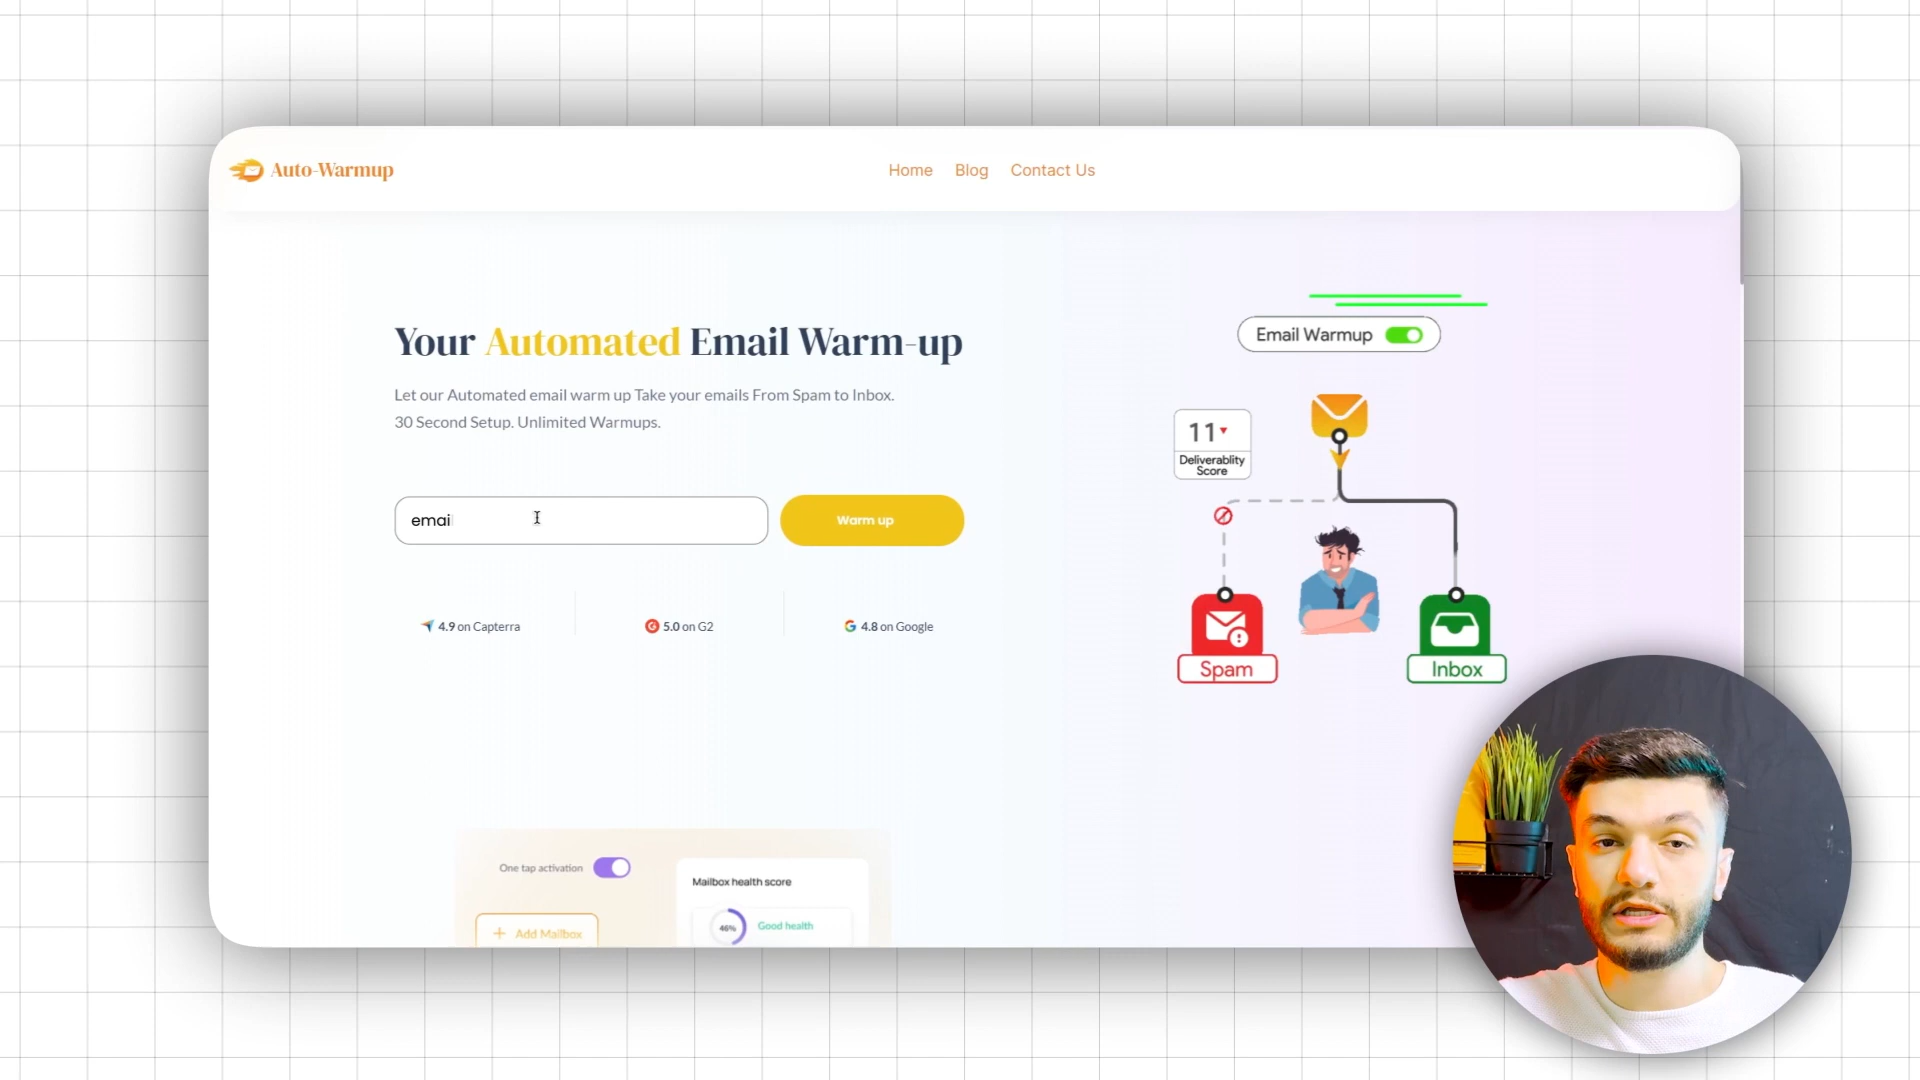 Auto-Warmup
Home Blog Contact Us
Your Automated Email Warm-up
Let our Automated email warm up Take your emails From Spam to Inbox.
30 Second Setup. Unlimited Warmups.
emai
Warm up
4.9 on Capterra
5.0 on G2
4.8 on Google
Email Warmup
11
Deliverablity
Score
Spam
Inbox
One tap activation
Mailbox health score
Add Mailbox
46%
Good health